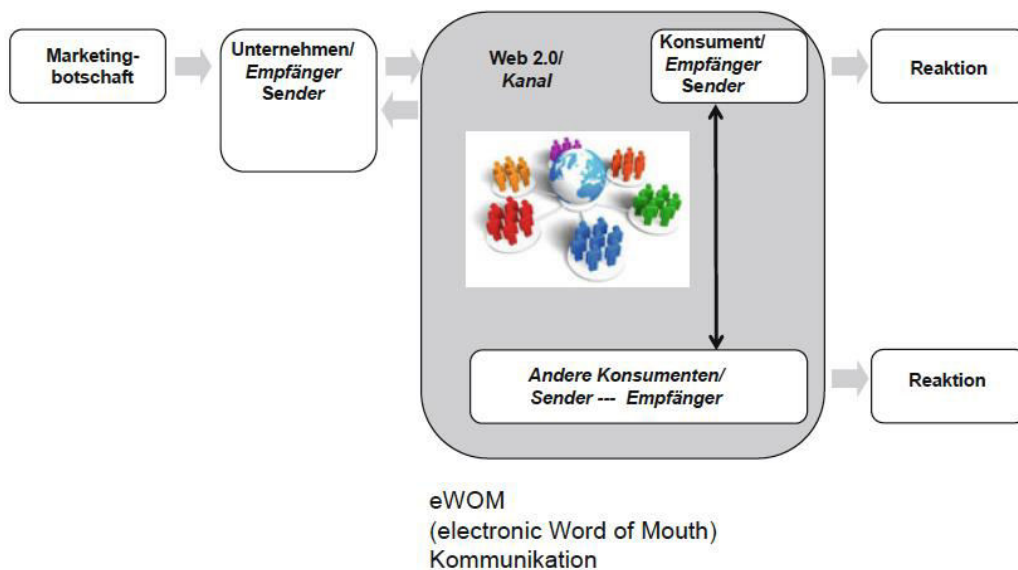 Marketing-
botschaft
Unternehmen/
Empfänger
Sender
Web 2.0/
Kanal
Konsument/
Empfänger
Sender
Reaktion
Andere Konsumenten/
Sender --- Empfänger
Reaktion
eWOM
(electronic Word of Mouth)
Kommunikation